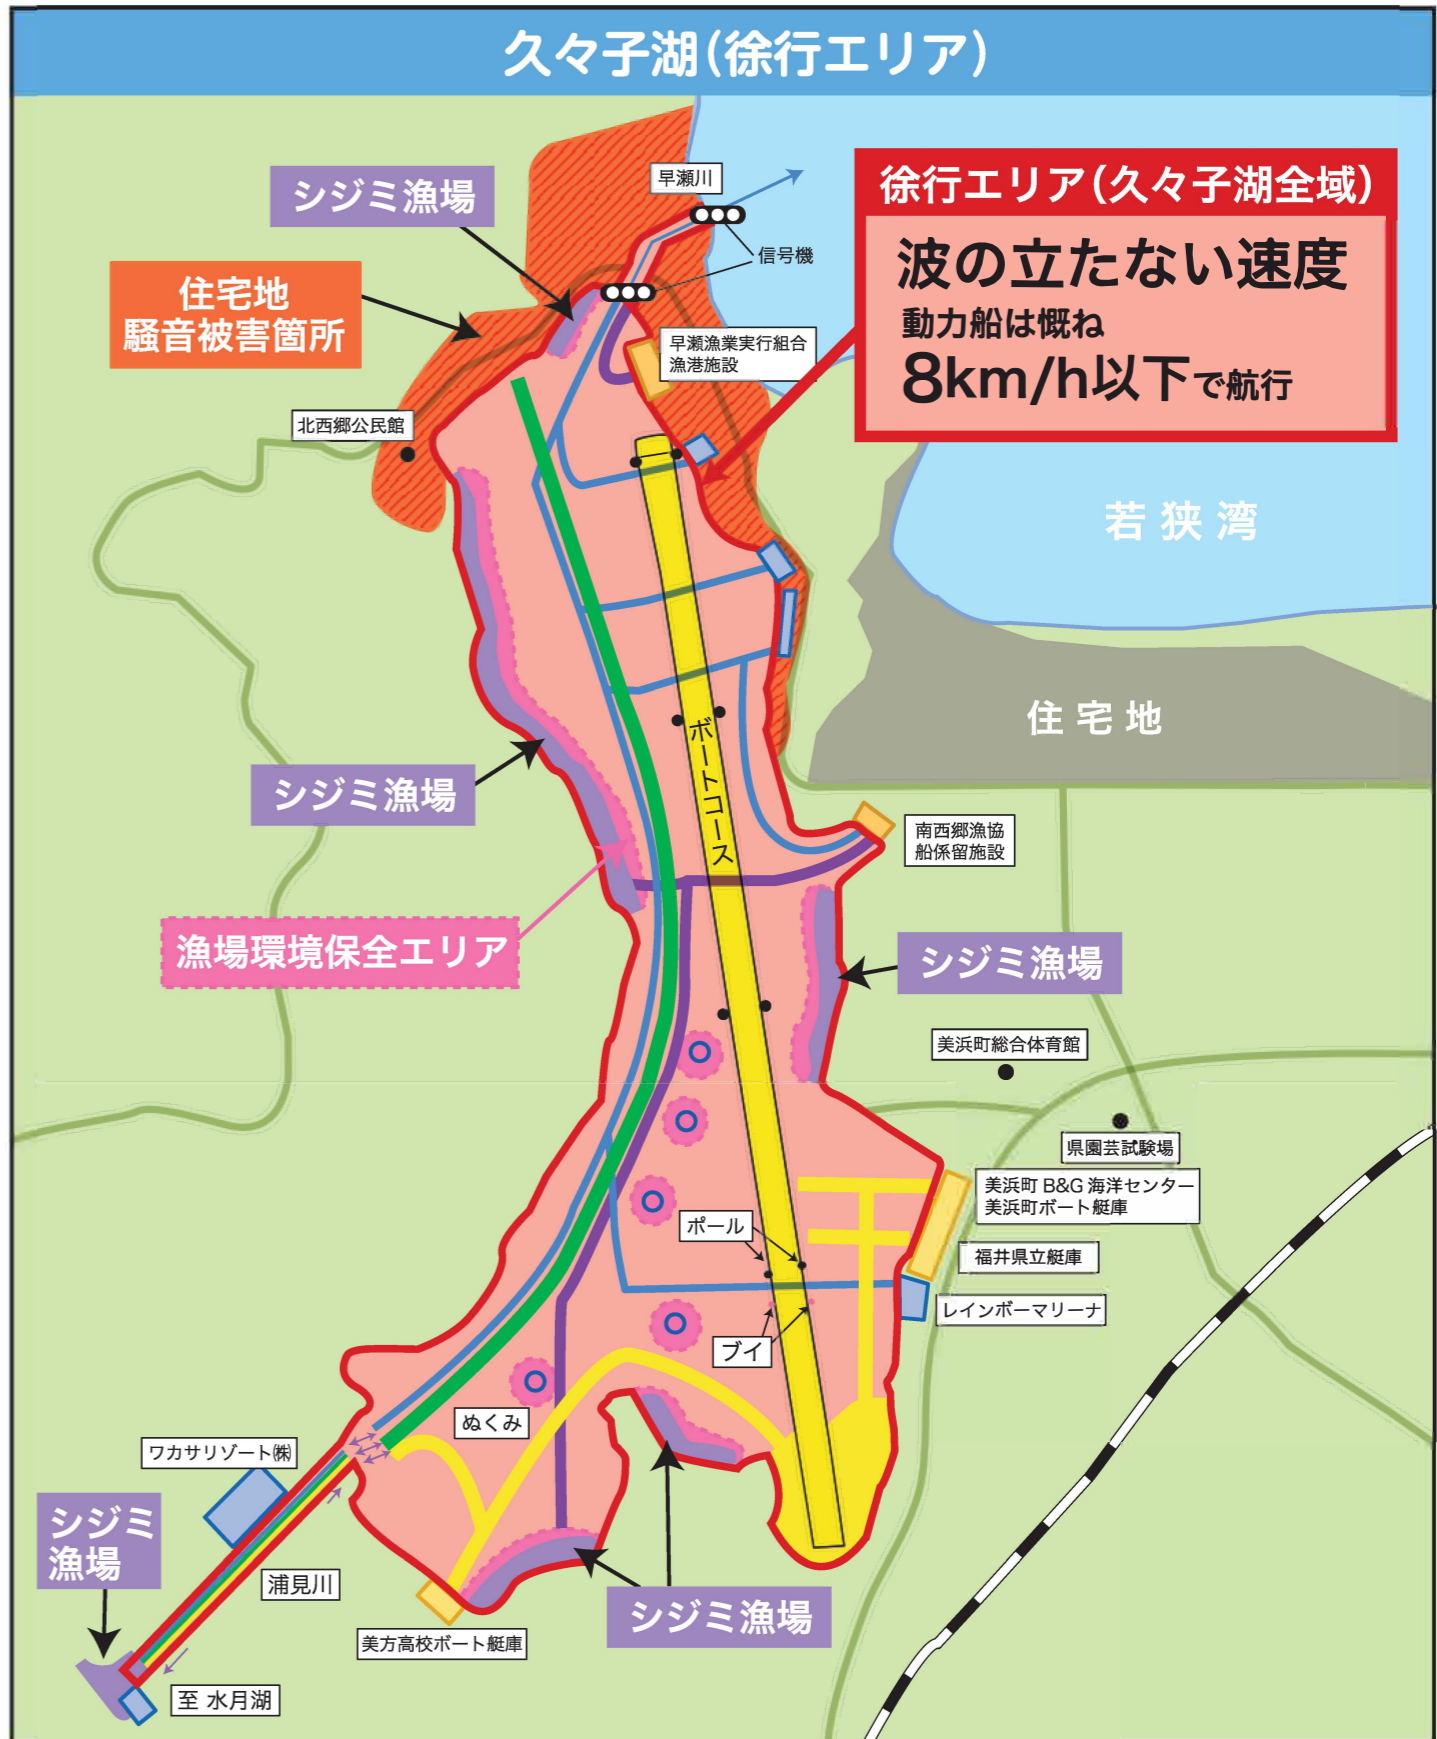 久々子湖(徐行エリア)
シジミ漁場
早瀬川
信号機
徐行エリア(久々子湖全域)
波の立たない速度
動力船は慨ね
8km/h以下で航行
住宅地
騒音被害箇所
早瀬漁業実行組合
漁港施設
北西郷公民館
若狭湾
住宅地
ボートコース
シジミ漁場
南西郷漁協
船係留施設
漁場環境保全エリア
シジミ漁場
美浜町総合体育館
県園芸試験場
美浜町 B&G 海洋センター
美浜町ボート艇庫
ポール
福井県立艇庫
レインボーマリーナ
ブイ
ぬくみ
ワカサリゾート㈱
シジミ
漁場
浦見川
シジミ漁場
美方高校ボート艇庫
至 水月湖